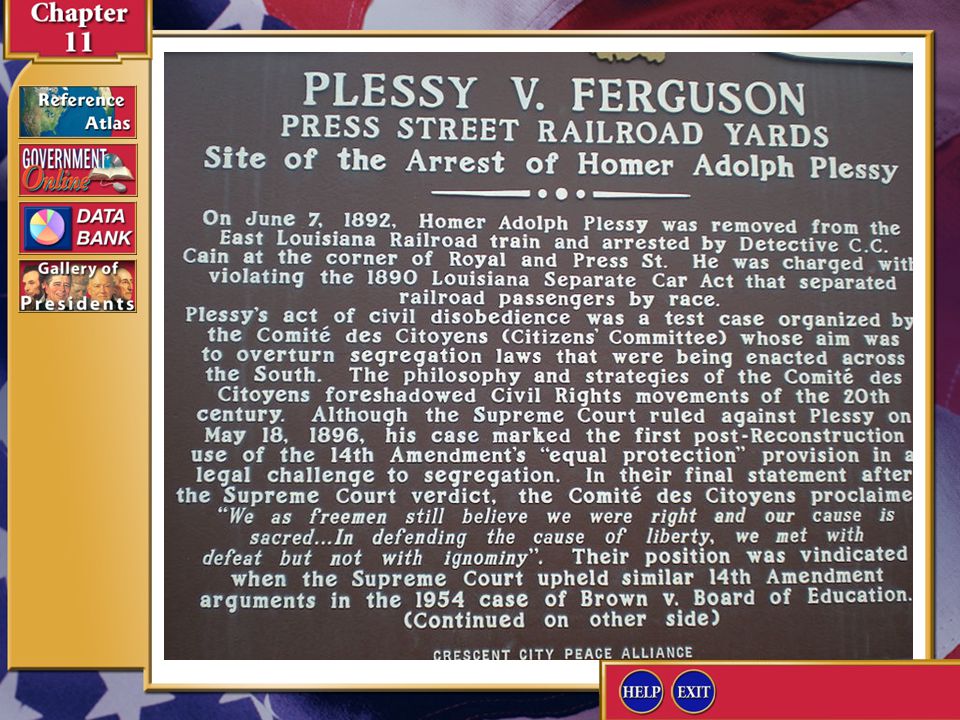 Chapter
11
Reference
Atlas
GOVERNMENT
Online
DATA
BANK
Gallery of
Presidents
PLESSY V. FERGUSON
PRESS STREET RAILROAD YARDS
Site of the Arrest of Homer Adolph Plessy
On June 7, 1892, Homer Adolph Plessy was removed from the
East Louisiana Railroad train and arrested by Detective C.C.
Cain at the corner of Royal and Press St. He was charged with
violating the 1890 Louisiana Separate Car Act that separated
railroad passengers by race.
Plessy's act of civil disobedience was a test case organized by
the Comité des Citoyens (Citizens' Committee) whose aim was
to overturn segregation laws that were being enacted across
the South. The philosophy and strategies of the Comité des
Citoyens foreshadowed Civil Rights movements of the 20th
century. Although the Supreme Court ruled against Plessy on
May 18, 1896, his case marked the first post-Reconstruction
use of the 14th Amendment's "equal protection" provision in a
legal challenge to segregation. In their final statement after
the Supreme Court verdict, the Comité des Citoyens proclaime
"We as freemen still believe we were right and our cause is
sacred...In defending the cause of liberty, we met with
defeat but not with ignominy". Their position was vindicated
when the Supreme Court upheld similar 14th Amendment
arguments in the 1954 case of Brown v. Board of Education.
(Continued on other side)
CRESCENT CITY PEACE ALLIANCE
HELP EXIT